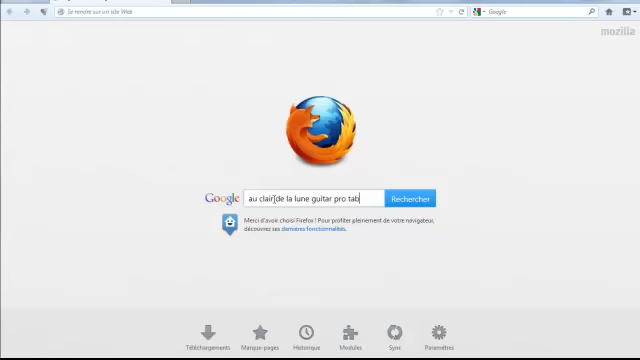 Se rendre sur un site Web
Google
mozilla
Google
au clair de la lune guitar pro tab
Rechercher
Merci d'avoir choisi Firefox ! Pour profiter pleinement de votre navigateur,
découvrez ses dernières fonctionnalités.
Téléchargements
Marque-pages
Historique
Modules
Sync
Paramètres